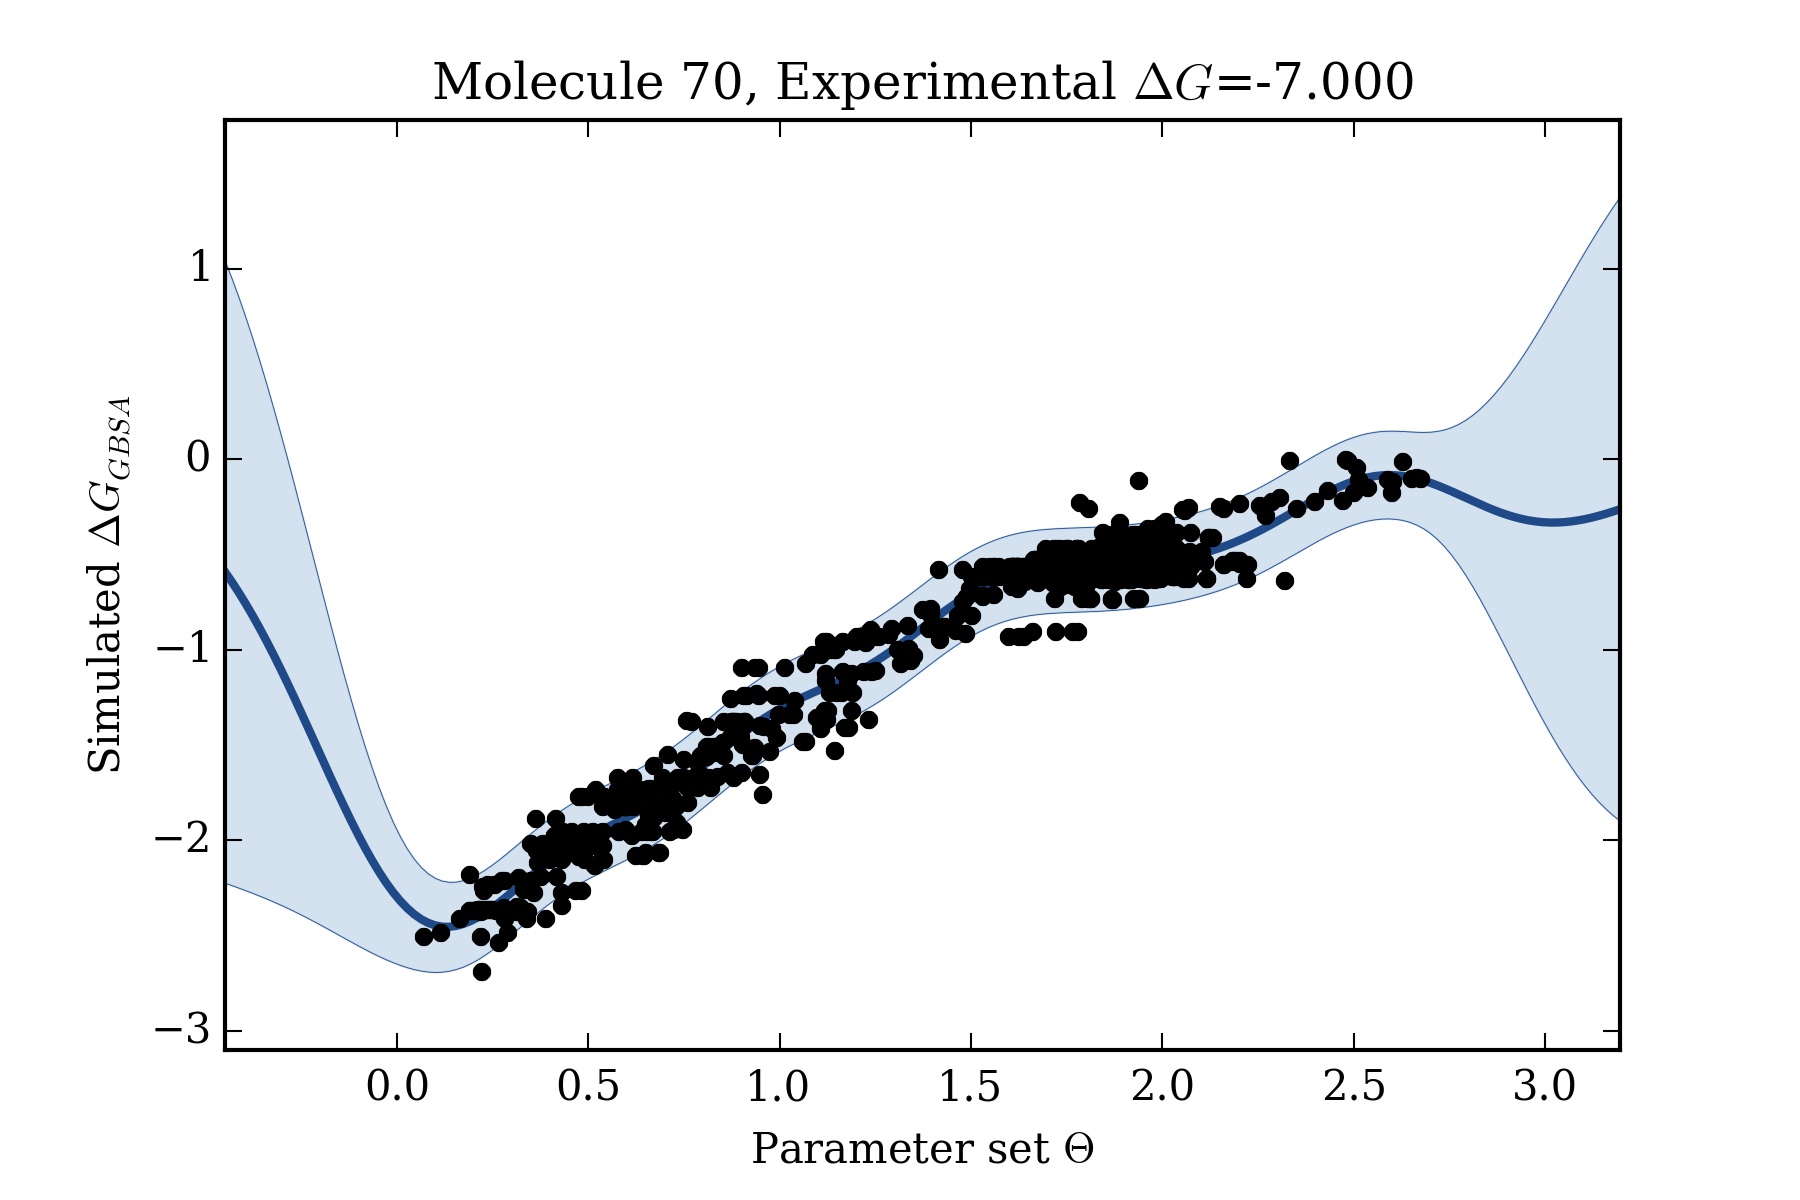 Molecule 70, Experimental ΔG=-7.000
1
0
−1
−2
−3
Simulated ΔG_GBSA
0.0 0.5 1.0 1.5 2.0 2.5 3.0
Parameter set Θ